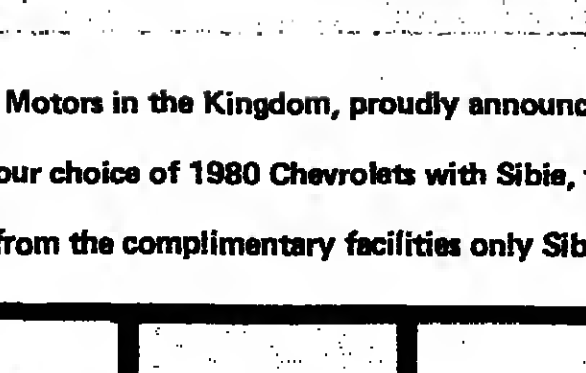 Motors in the Kingdom, proudly announc
our choice of 1980 Chevrolets with Sibie,
from the complimentary facilities only Sib